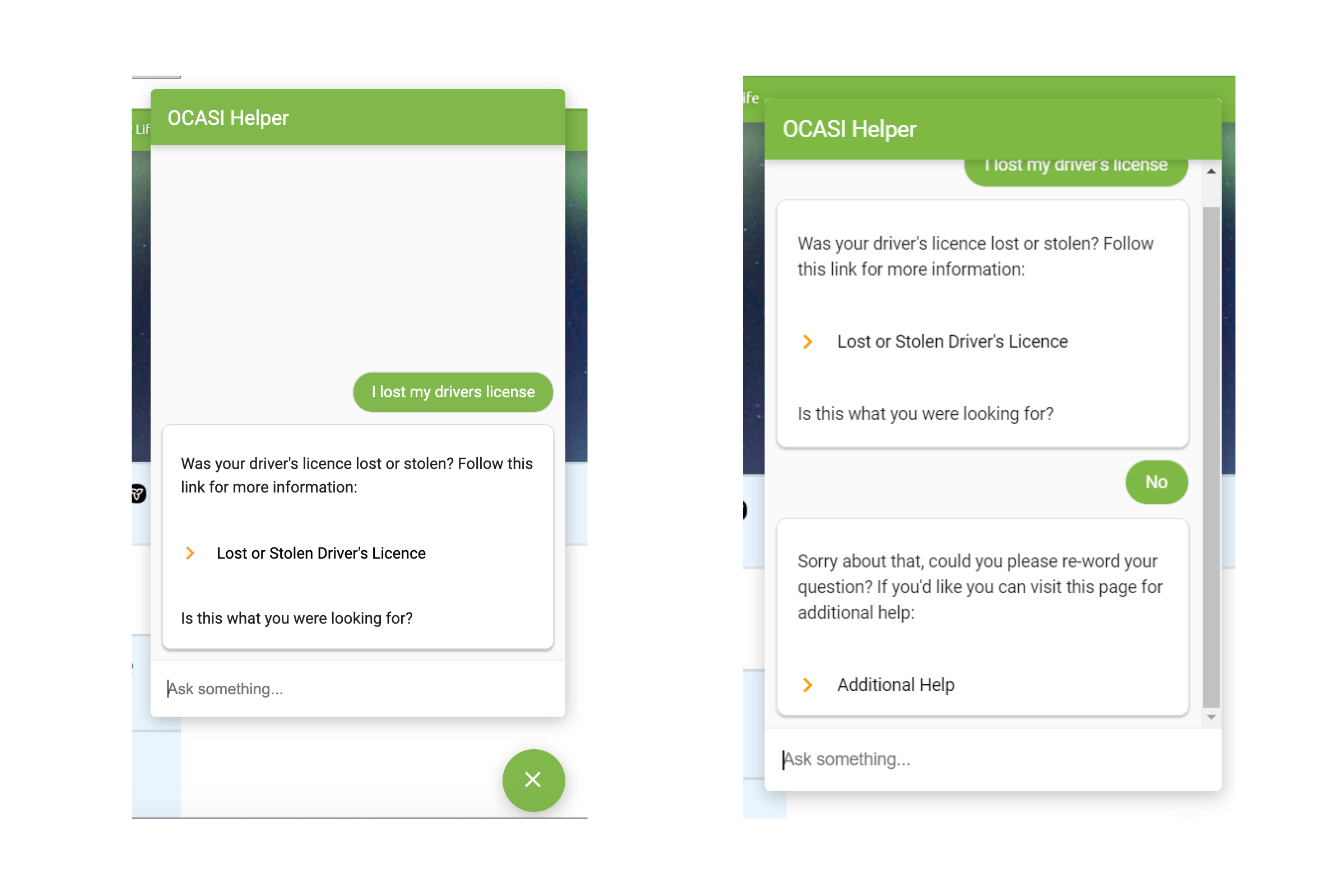 Lif
OCASI Helper
I lost my drivers license
Was your driver's licence lost or stolen? Follow this
link for more information:
Lost or Stolen Driver's Licence
Is this what you were looking for?
Ask something...
ife
OCASI Helper
I lost my driver's license
Was your driver's licence lost or stolen? Follow
this link for more information:
Lost or Stolen Driver's Licence
Is this what you were looking for?
No
Sorry about that, could you please re-word your
question? If you'd like you can visit this page for
additional help:
Additional Help
Ask something...